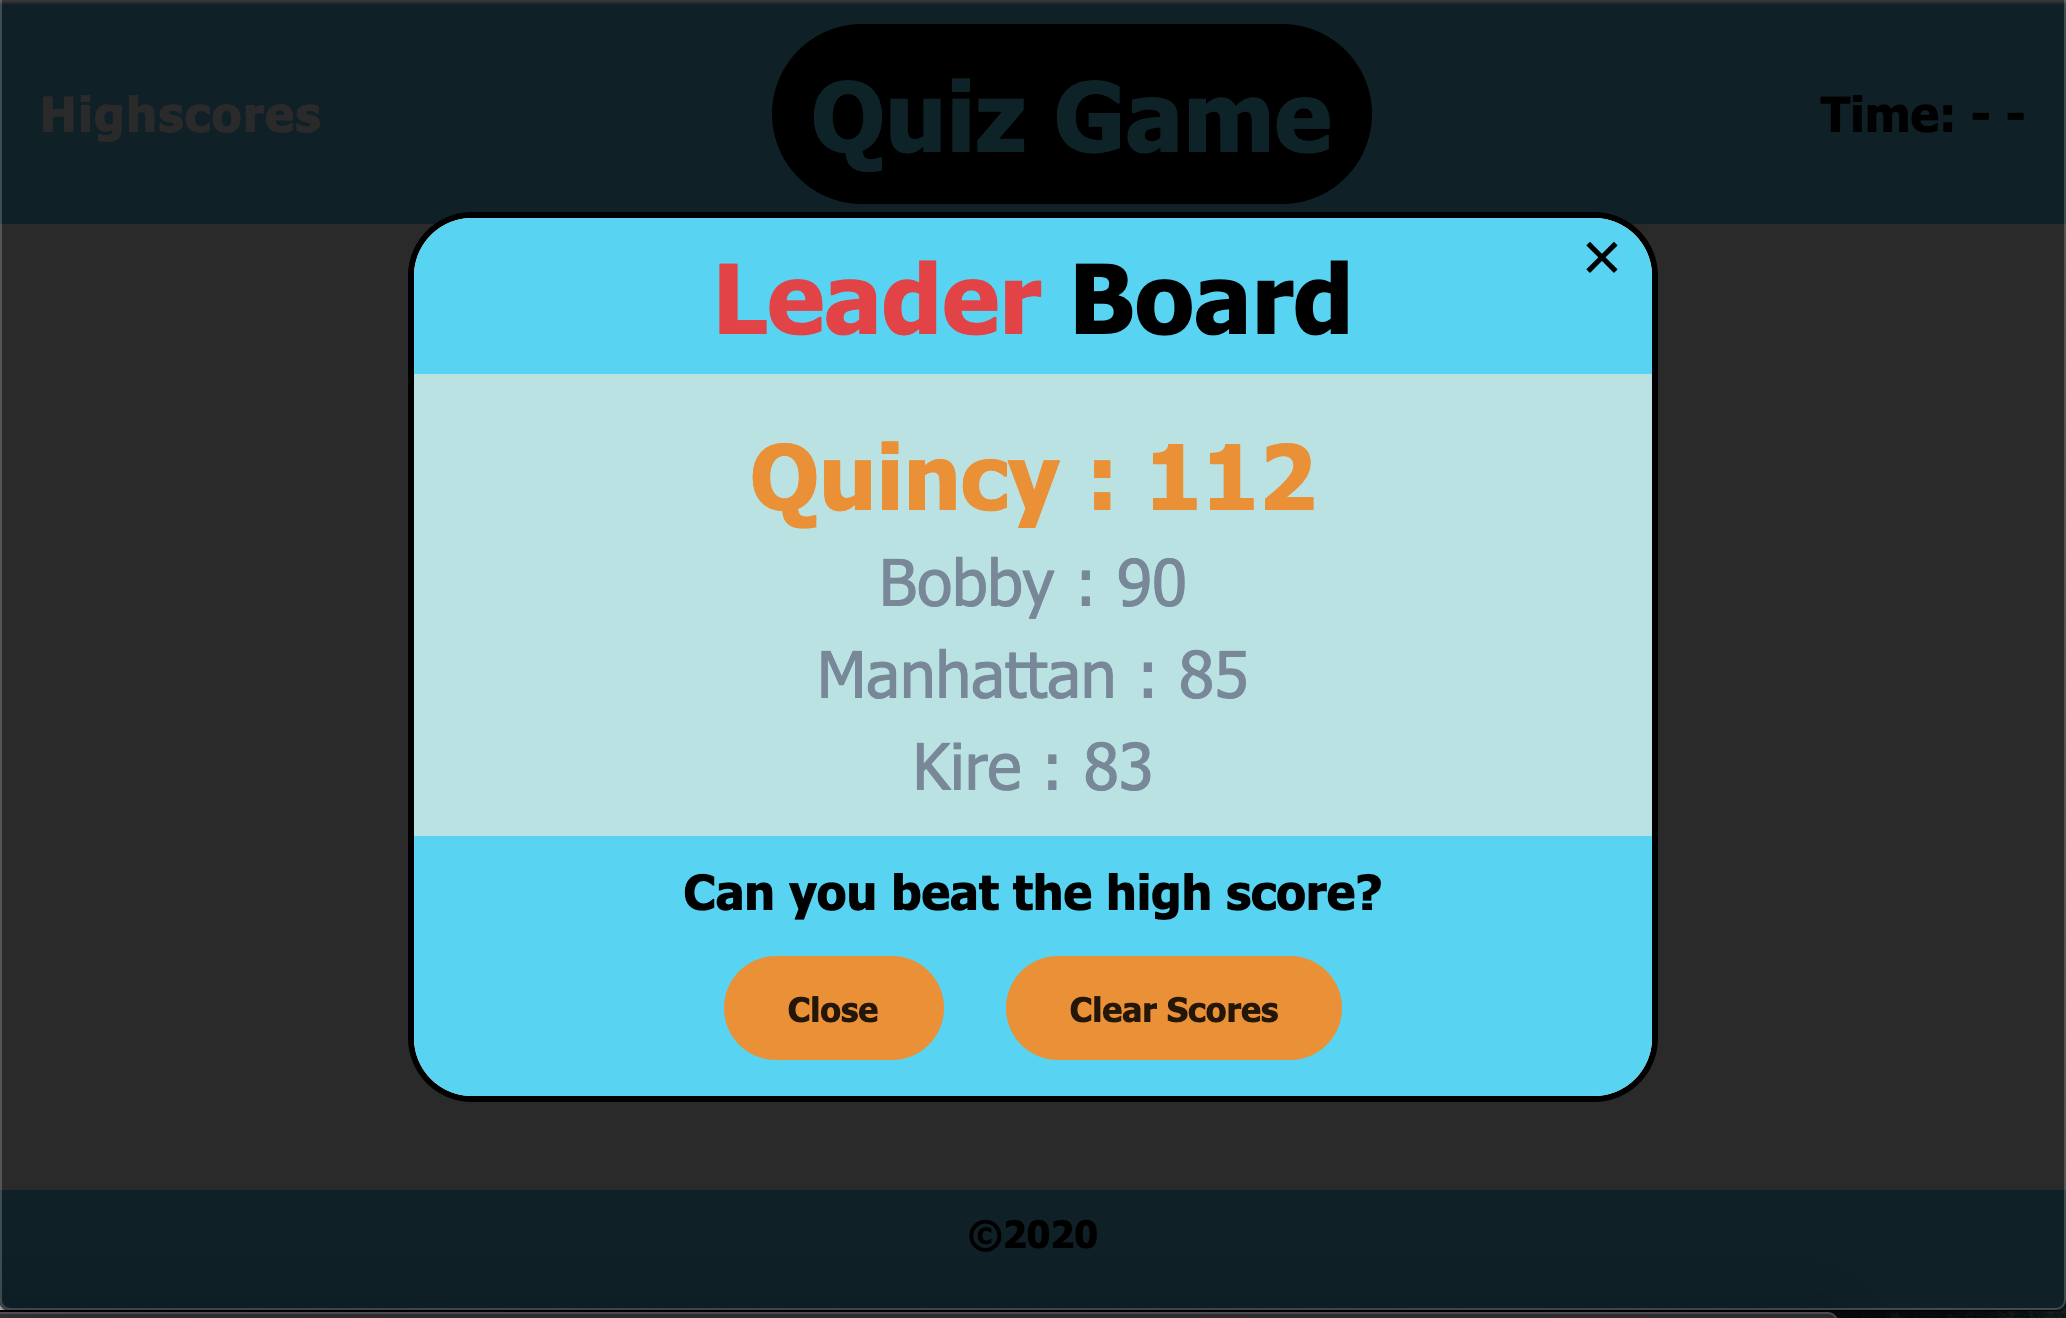 Highscores
Quiz Game
Time: - -
Leader Board
Quincy : 112
Bobby : 90
Manhattan : 85
Kire : 83
Can you beat the high score?
Close
Clear Scores
©2020